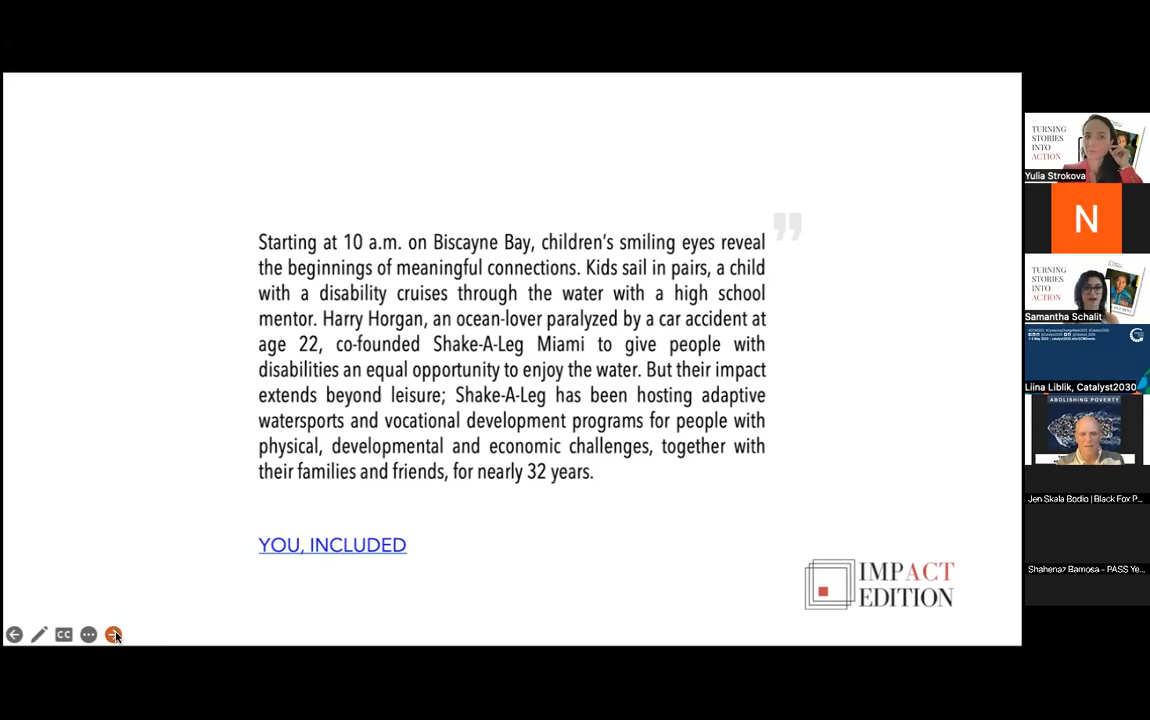 Starting at 10 a.m. on Biscayne Bay, children's smiling eyes reveal
the beginnings of meaningful connections. Kids sail in pairs, a child
with a disability cruises through the water with a high school
mentor. Harry Horgan, an ocean-lover paralyzed by a car accident at
age 22, co-founded Shake-A-Leg Miami to give people with
disabilities an equal opportunity to enjoy the water. But their impact
extends beyond leisure; Shake-A-Leg has been hosting adaptive
watersports and vocational development programs for people with
physical, developmental and economic challenges, together with
their families and friends, for nearly 32 years.
”
YOU, INCLUDED
IMPACT
EDITION
CC
TURNING
STORIES
INTO
ACTION
Yulia Strokova
N
TURNING
STORIES
INTO
ACTION
Samantha Schalit
Liina Liblik, Catalyst2030
ABOLISHING POVERTY
Jen Skala Bodio | Black Fox P...
Shahenaz Bamosa - PASS Ye...